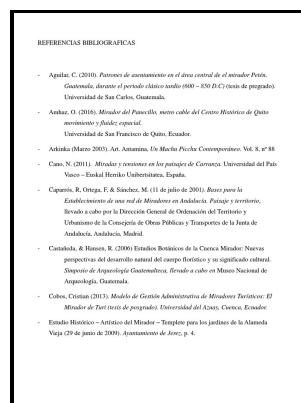 REFERENCIAS BIBLIOGRAFICAS
- Aguilar, C. (2010). Patrones de asentamiento en el área central de el mirador Petén,
Guatemala, durante el periodo clásico tardío (600 – 850 D.C) (tesis de pregrado).
Universidad de San Carlos, Guatemala.
- Amhaz, O. (2016). Mirador del Panecillo, metro cable del Centro Histórico de Quito
movimiento y fluidez espacial.
Universidad de San Francisco de Quito, Ecuador.
- Arkinka (Marzo 2003). Art. Antamina, Un Machu Picchu Contemporáneo. Vol. 8, nº 88
- Cano, N. (2011). Miradas y tensiones en los paisajes de Carranza. Universidad del País
Vasco – Euskal Herriko Unibertsitatea, España.
- Caparrós, R, Ortega, F, & Sánchez, M. (11 de julio de 2001). Bases para la
Establecimiento de una red de Miradores en Andalucía, Paisaje y territorio,
llevado a cabo por la Dirección General de Ordenación del Territorio y
Urbanismo de la Consejería de Obras Públicas y Transportes de la Junta de
Andalucía, Andalucía, Madrid.
- Castañeda, & Hansen, R. (2006) Estudios Botánicos de la Cuenca Mirador: Nuevas
perspectivas del desarrollo natural del cuerpo florístico y su significado cultural.
Simposio de Arqueología Guatemalteca, llevado a cabo en Museo Nacional de
Arqueología, Guatemala.
- Cobos, Cristian (2013). Modelo de Gestión Administrativa de Miradores Turísticos: El
Mirador de Turi (tesis de posgrado). Universidad del Azuay, Cuenca, Ecuador.
- Estudio Histórico – Artístico del Mirador – Templete para los jardines de la Alameda
Vieja (29 de junio de 2009). Ayuntamiento de Jerez, p. 4.